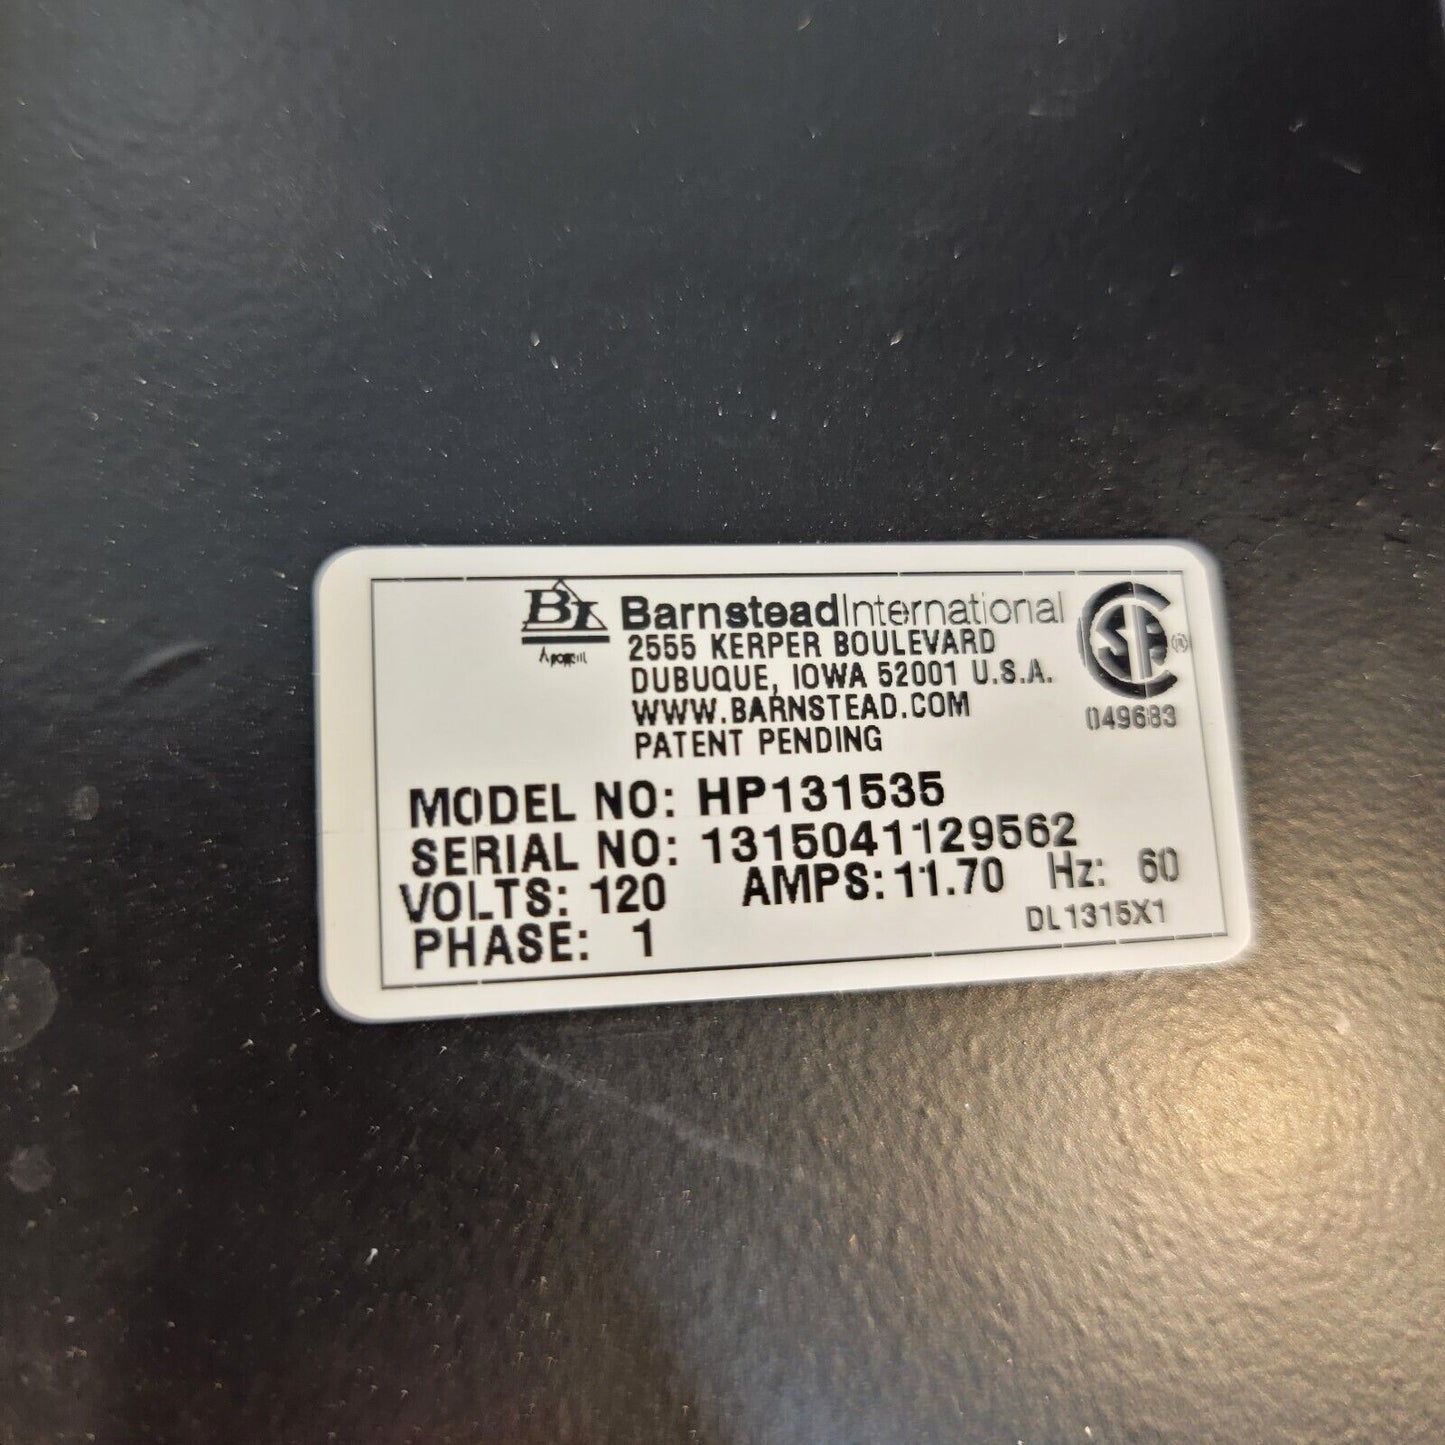 BI BarnsteadInternational
2555 KERPER BOULEVARD
DUBUQUE, IOWA 52001 U.S.A.
WWW.BARNSTEAD.COM
PATENT PENDING
SA ®
049683
MODEL NO: HP131535
SERIAL NO: 1315041129562
VOLTS: 120 AMPS: 11.70 Hz: 60
PHASE: 1 DL1315X1